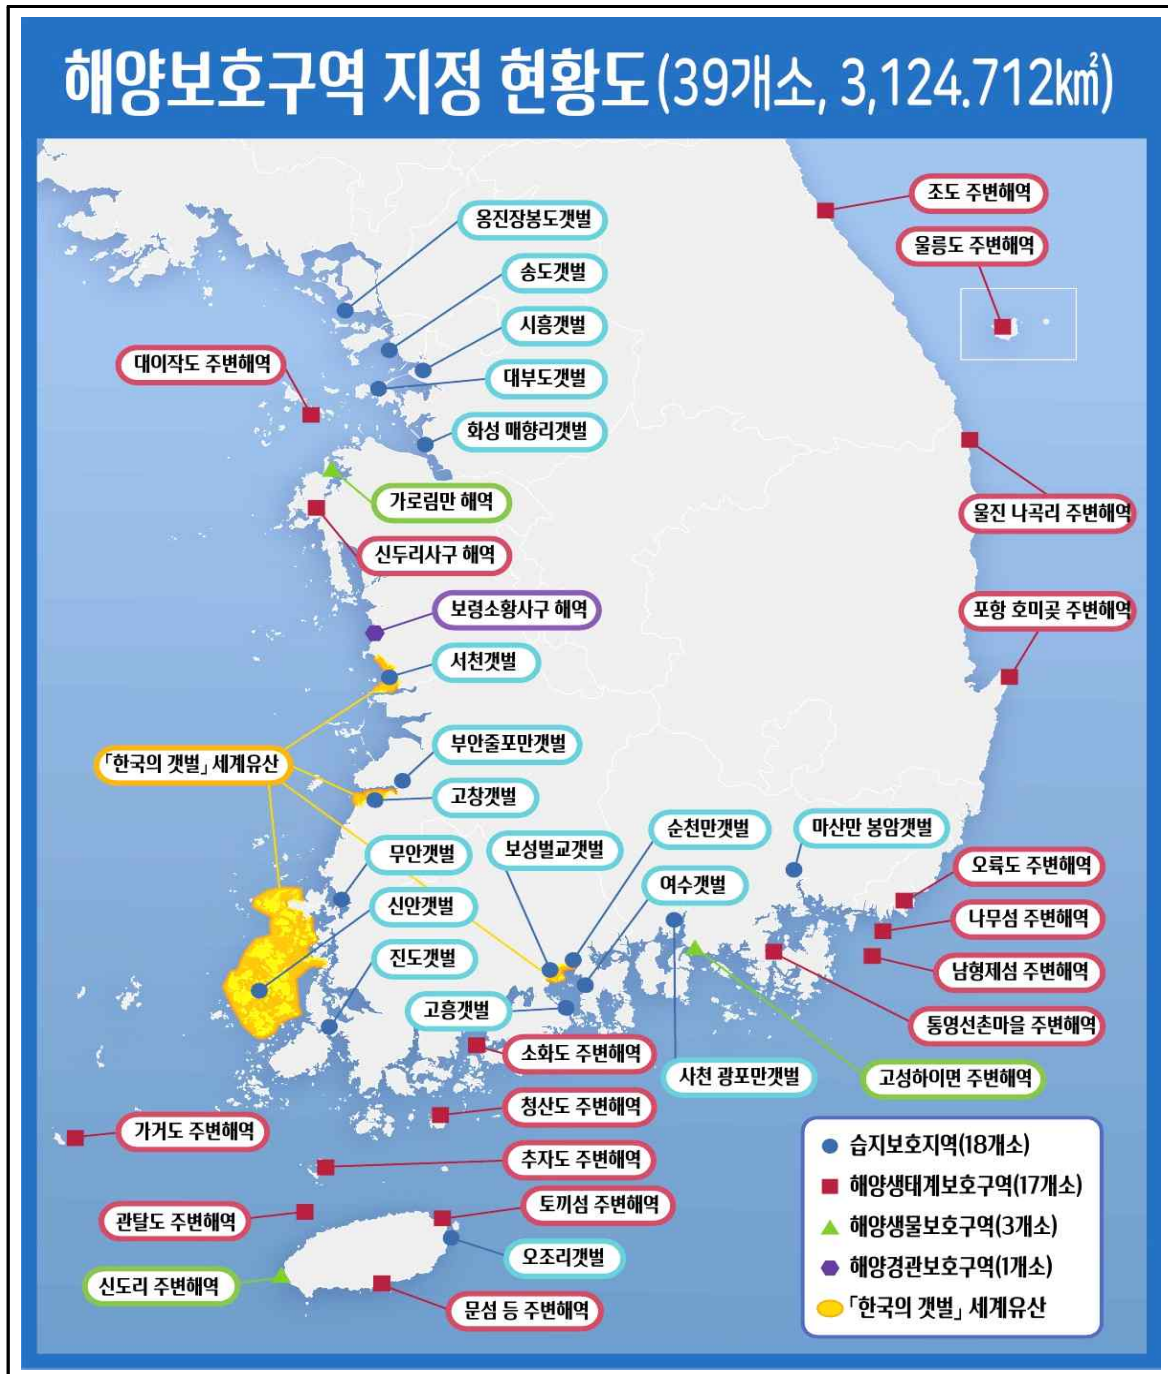 해양보호구역 지정 현황도(39개소, 3,124.712㎢)
조도 주변해역
옹진장봉도갯벌
울릉도 주변해역
송도갯벌
시흥갯벌
대이작도 주변해역
대부도갯벌
화성 매향리갯벌
가로림만 해역
울진 나곡리 주변해역
신두리사구 해역
보령소황사구 해역
포항 호미곶 주변해역
서천갯벌
부안줄포만갯벌
「한국의 갯벌」 세계유산
고창갯벌
순천만갯벌
마산만 봉암갯벌
무안갯벌
보성벌교갯벌
오륙도 주변해역
여수갯벌
신안갯벌
나무섬 주변해역
진도갯벌
남형제섬 주변해역
고흥갯벌
통영선촌마을 주변해역
소화도 주변해역
사천 광포만갯벌
고성하이면 주변해역
청산도 주변해역
가거도 주변해역
추자도 주변해역
관탈도 주변해역
토끼섬 주변해역
오조리갯벌
신도리 주변해역
문섬 등 주변해역
습지보호지역(18개소)
해양생태계보호구역(17개소)
해양생물보호구역(3개소)
해양경관보호구역(1개소)
「한국의 갯벌」 세계유산